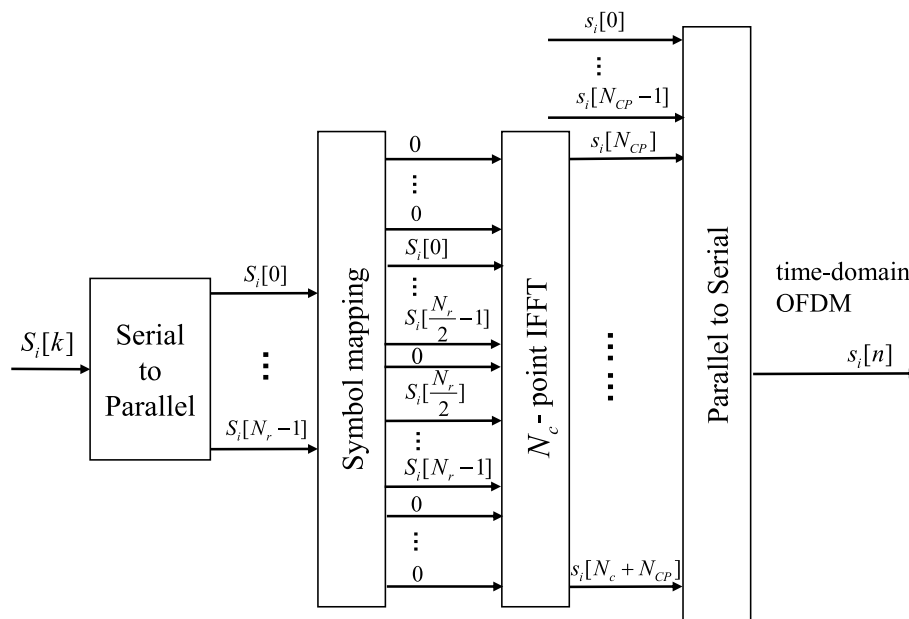 S_i[k]
Serial
to
Parallel
S_i[0]
⋮
S_i[N_r −1]
Symbol mapping
0
⋮
0
S_i[0]
⋮
S_i[N_r/2 −1]
0
S_i[N_r/2]
⋮
S_i[N_r −1]
0
⋮
0
N_c - point IFFT
s_i[0]
⋮
s_i[N_CP −1]
s_i[N_CP]
⋮
s_i[N_c + N_CP]
Parallel to Serial
time-domain
OFDM
s_i[n]